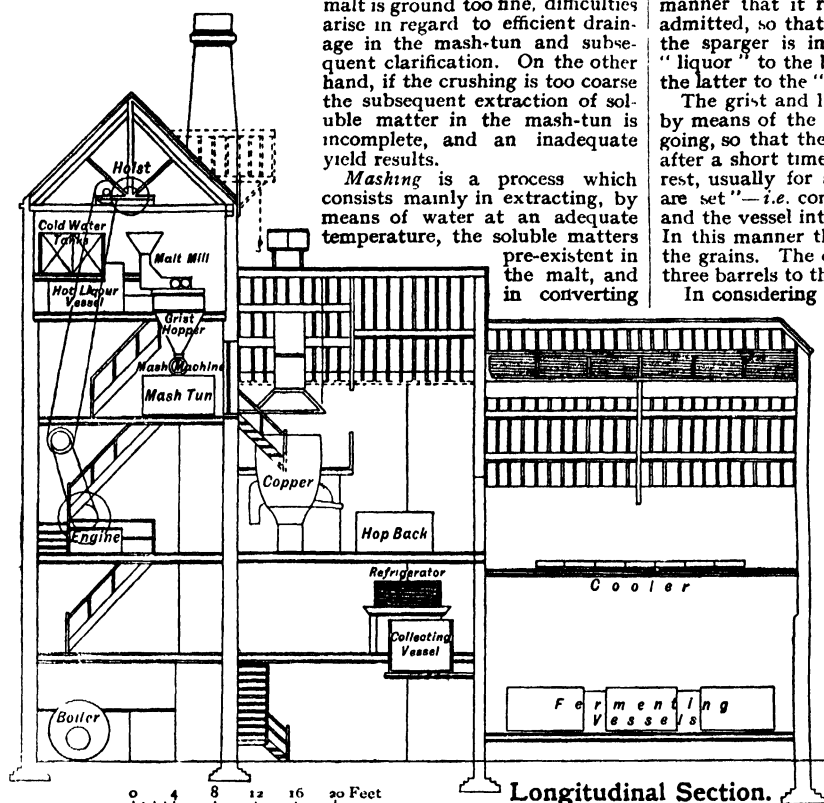 malt is ground too fine, difficulties
arise in regard to efficient drain-
age in the mash-tun and subse-
quent clarification. On the other
hand, if the crushing is too coarse
the subsequent extraction of sol-
uble matter in the mash-tun is
incomplete, and an inadequate
yield results.
Mashing is a process which
consists mainly in extracting, by
means of water at an adequate
temperature, the soluble matters
pre-existent in
the malt, and
in converting
manner that it
admitted, so that
the sparger is
"liquor" to the
the latter to the "
The grist and
by means of the
going, so that the
after a short time
rest, usually for
are set"—i.e.
and the vessel
In this manner
the grains. The
three barrels to
In considering
Hoist
Cold Water
Tanks
Malt Mill
Hot Liquor
Vessel
Grist
Hopper
Mash Machine
Mash Tun
Copper
Hop Back
Engine
Refrigerator
Cooler
Collecting
Vessel
Boiler
Fermenting
Vessels
0 4 8 12 16 20 Feet
Longitudinal Section.